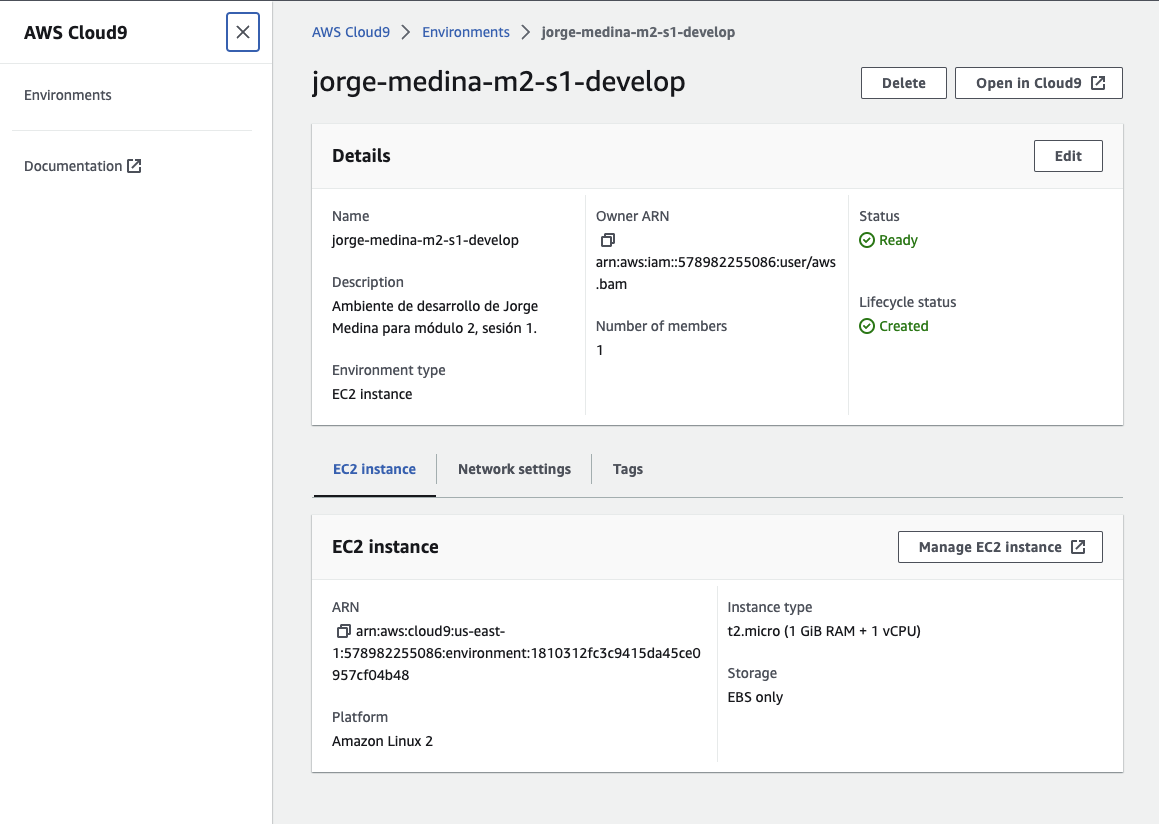 AWS Cloud9
Environments
Documentation
AWS Cloud9 > Environments > jorge-medina-m2-s1-develop
jorge-medina-m2-s1-develop
Delete
Open in Cloud9
Details
Edit
Name
jorge-medina-m2-s1-develop
Description
Ambiente de desarrollo de Jorge
Medina para módulo 2, sesión 1.
Environment type
EC2 instance
Owner ARN
arn:aws:iam::578982255086:user/aws
.bam
Number of members
1
Status
Ready
Lifecycle status
Created
EC2 instance
Network settings
Tags
EC2 instance
Manage EC2 instance
ARN
arn:aws:cloud9:us-east-
1:578982255086:environment:1810312fc3c9415da45ce0
957cf04b48
Platform
Amazon Linux 2
Instance type
t2.micro (1 GiB RAM + 1 vCPU)
Storage
EBS only